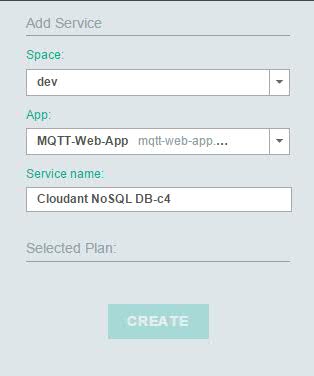 Add Service
Space:
dev
App:
MQTT-Web-App mqtt-web-app....
Service name:
Cloudant NoSQL DB-c4
Selected Plan:
CREATE